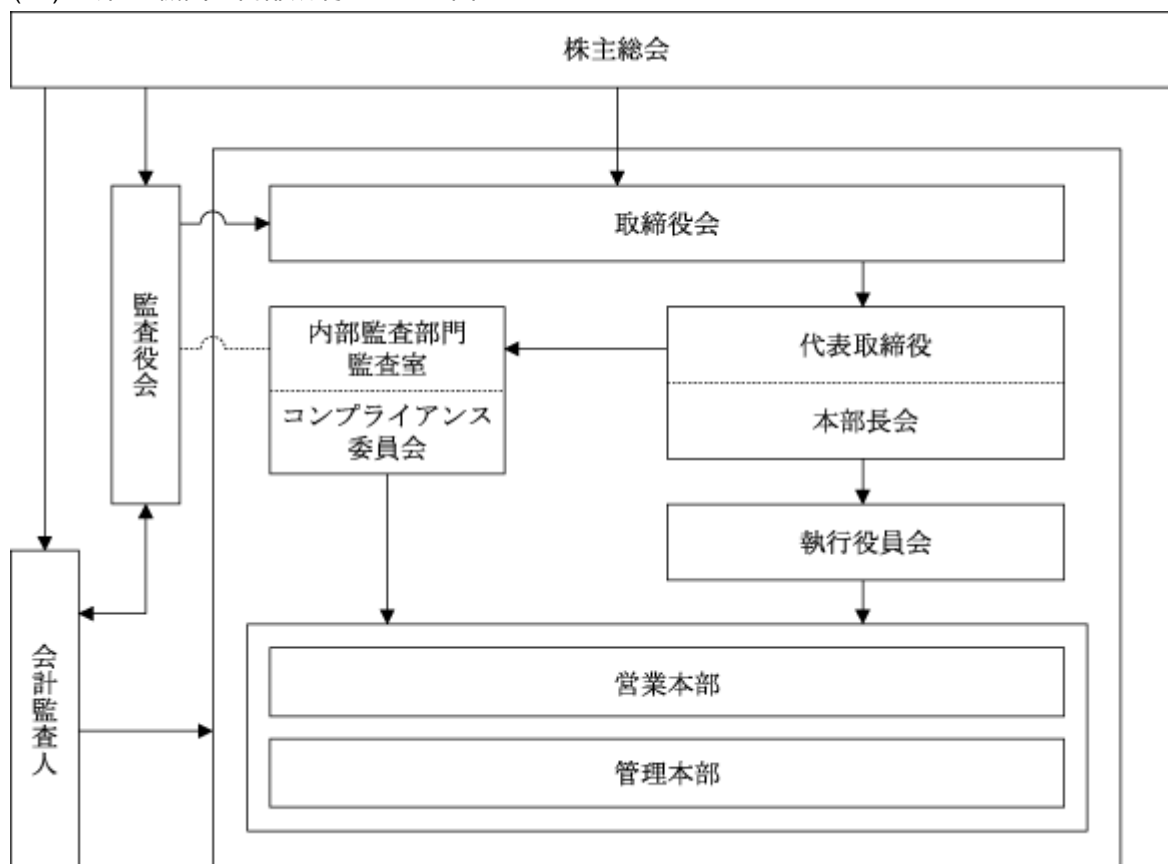 株主総会
取締役会
監査役会
内部監査部門
監査室
コンプライアンス
委員会
代表取締役
本部長会
執行役員会
会計監査人
営業本部
管理本部